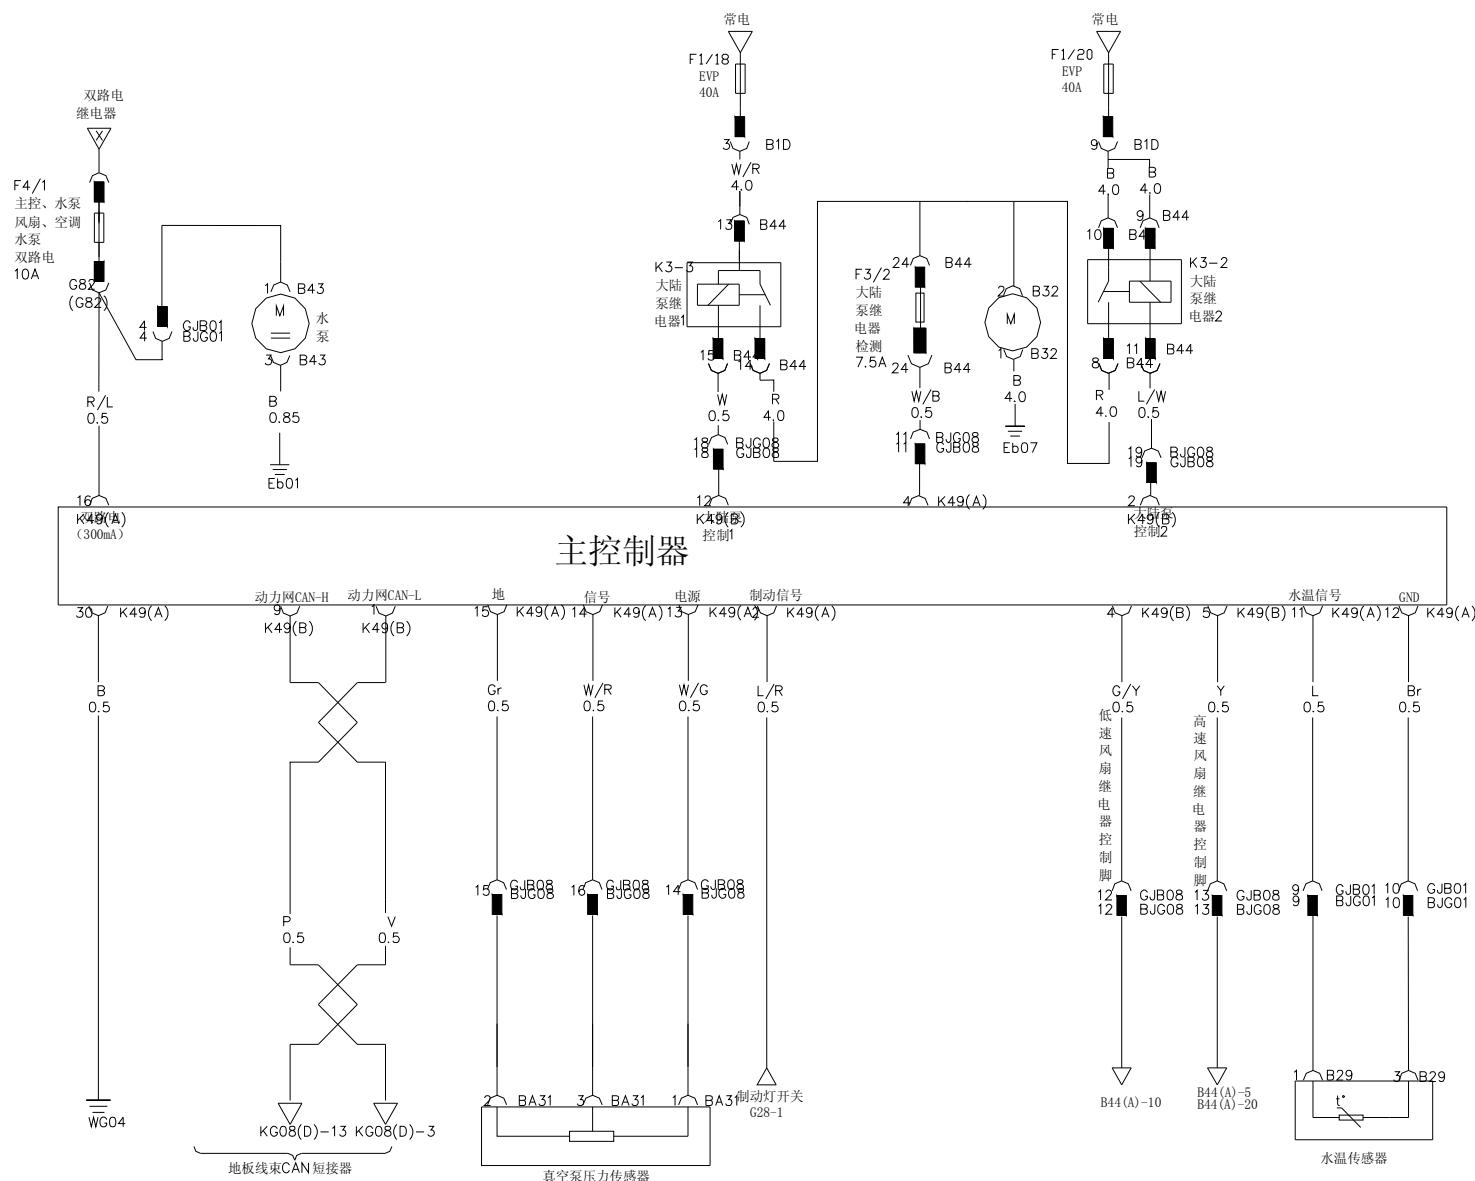 常电
F1/18
EVP
40A
3 B1D
W/R
4.0
13 B44
K3-3
大陆
泵继
电器1
15 B44
14 B44
W
0.5
R
4.0
18 BJG08
18 GJB08
12
K49(B)
大陆泵
控制1
常电
F1/20
EVP
40A
9 B1D
B
4.0
B
4.0
10 B44
9 B44
K3-2
大陆
泵继
电器2
8 B44
11 B44
R
4.0
L/W
0.5
19 BJG08
19 GJB08
2
K49(B)
大陆泵
控制2
双路电
继电器
X
F4/1
主控、水泵
风扇、空调
水泵
双路电
10A
G82
(G82)
4 GJB01
4 BJG01
1 B43
M
水
泵
3 B43
B
0.85
Eb01
R/L
0.5
16
K49(A)
双路电
(300mA)
24 B44
F3/2
大陆
泵继
电器
检测
7.5A
24 B44
W/B
0.5
11 BJG08
11 GJB08
4 K49(A)
2 B32
M
1 B32
B
4.0
Eb07
主控制器
30 K49(A)
B
0.5
WG04
动力网CAN-H
9
K49(B)
动力网CAN-L
1
K49(B)
P
0.5
V
0.5
KG08(D)-13
KG08(D)-3
地板线束CAN短接器
地
15 K49(A)
Gr
0.5
15 GJB08
BJG08
2 BA31
信号
14 K49(A)
W/R
0.5
16 GJB08
BJG08
3 BA31
电源
13 K49(A)
W/G
0.5
14 GJB08
BJG08
1 BA31
真空泵压力传感器
制动信号
2 K49(A)
L/R
0.5
制动灯开关
G28-1
4 K49(B)
G/Y
0.5
低速风扇继电器控制脚
12 GJB08
12 BJG08
B44(A)-10
5 K49(B)
Y
0.5
高速风扇继电器控制脚
13 GJB08
13 BJG08
B44(A)-5
B44(A)-20
水温信号
11 K49(A)
L
0.5
9 GJB01
9 BJG01
1 B29
GND
12 K49(A)
Br
0.5
10 GJB01
10 BJG01
3 B29
t°
水温传感器